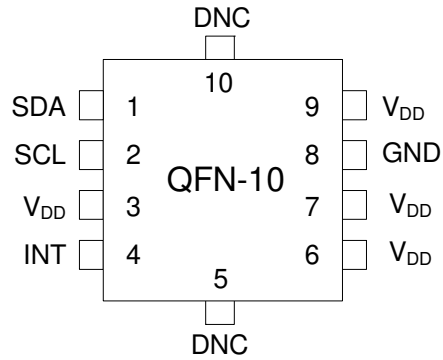 DNC
10
SDA 1 9 VDD
SCL 2 8 GND
QFN-10
VDD 3 7 VDD
INT 4 6 VDD
5
DNC